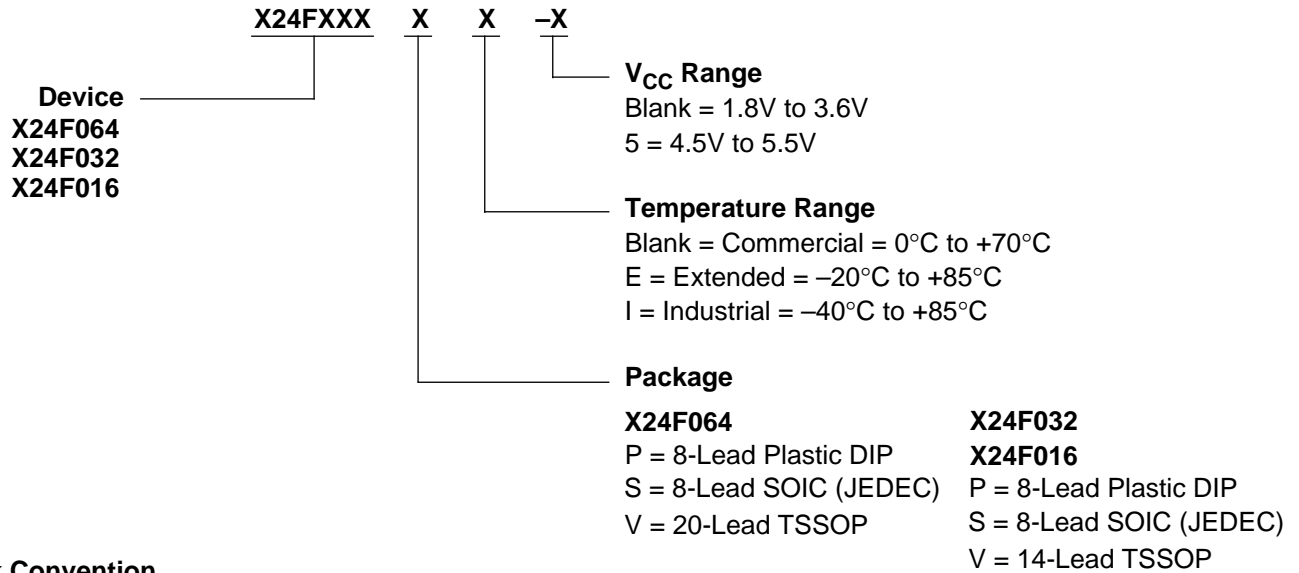 X24FXXX X X –X
Device
X24F064
X24F032
X24F016
VCC Range
Blank = 1.8V to 3.6V
5 = 4.5V to 5.5V
Temperature Range
Blank = Commercial = 0°C to +70°C
E = Extended = –20°C to +85°C
I = Industrial = –40°C to +85°C
Package
X24F064
P = 8-Lead Plastic DIP
S = 8-Lead SOIC (JEDEC)
V = 20-Lead TSSOP
X24F032
X24F016
P = 8-Lead Plastic DIP
S = 8-Lead SOIC (JEDEC)
V = 14-Lead TSSOP
Convention